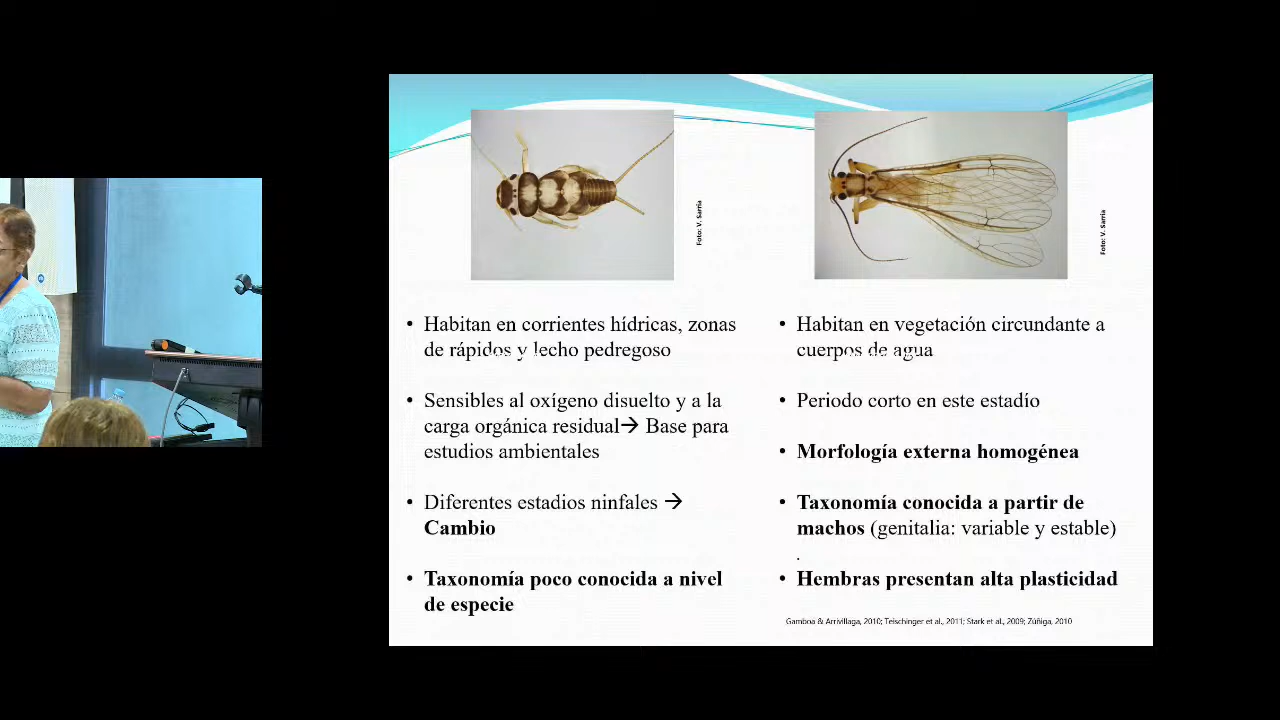 Foto: V. Sarria
Foto: V. Sarria
• Habitan en corrientes hídricas, zonas
de rápidos y lecho pedregoso
• Sensibles al oxígeno disuelto y a la
carga orgánica residual→ Base para
estudios ambientales
• Diferentes estadios ninfales →
Cambio
• Taxonomía poco conocida a nivel
de especie
• Habitan en vegetación circundante a
cuerpos de agua
• Periodo corto en este estadío
• Morfología externa homogénea
• Taxonomía conocida a partir de
machos (genitalia: variable y estable)
.
• Hembras presentan alta plasticidad
Gamboa & Arrivillaga, 2010; Teischinger et al., 2011; Stark et al., 2009; Zúñiga, 2010